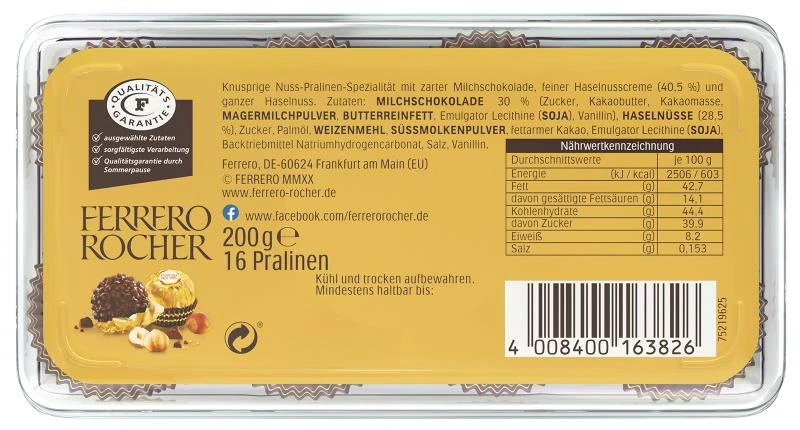 QUALITÄTS
F
GARANTIE
✓ ausgewählte Zutaten
✓ sorgfältigste Verarbeitung
✓ Qualitätsgarantie durch
Sommerpause
FERRERO
ROCHER
Knusprige Nuss-Pralinen-Spezialität mit zarter Milchschokolade, feiner Haselnusscreme (40,5 %) und
ganzer Haselnuss. Zutaten: MILCHSCHOKOLADE 30 % (Zucker, Kakaobutter, Kakaomasse,
MAGERMILCHPULVER, BUTTERREINFETT, Emulgator Lecithine (SOJA), Vanillin), HASELNÜSSE (28,5
%), Zucker, Palmöl, WEIZENMEHL, SÜSSMOLKENPULVER, fettarmer Kakao, Emulgator Lecithine (SOJA),
Backtriebmittel Natriumhydrogencarbonat, Salz, Vanillin.
Ferrero, DE-60624 Frankfurt am Main (EU)
© FERRERO MMXX
www.ferrero-rocher.de
www.facebook.com/ferrerorocher.de
200 g e
16 Pralinen
Kühl und trocken aufbewahren.
Mindestens haltbar bis:
Nährwertkennzeichnung
Durchschnittswerte je 100 g
Energie (kJ / kcal) 2506 / 603
Fett (g) 42,7
davon gesättigte Fettsäuren (g) 14,1
Kohlenhydrate (g) 44,4
davon Zucker (g) 39,9
Eiweiß (g) 8,2
Salz (g) 0,153
4 008400 163826
75219625